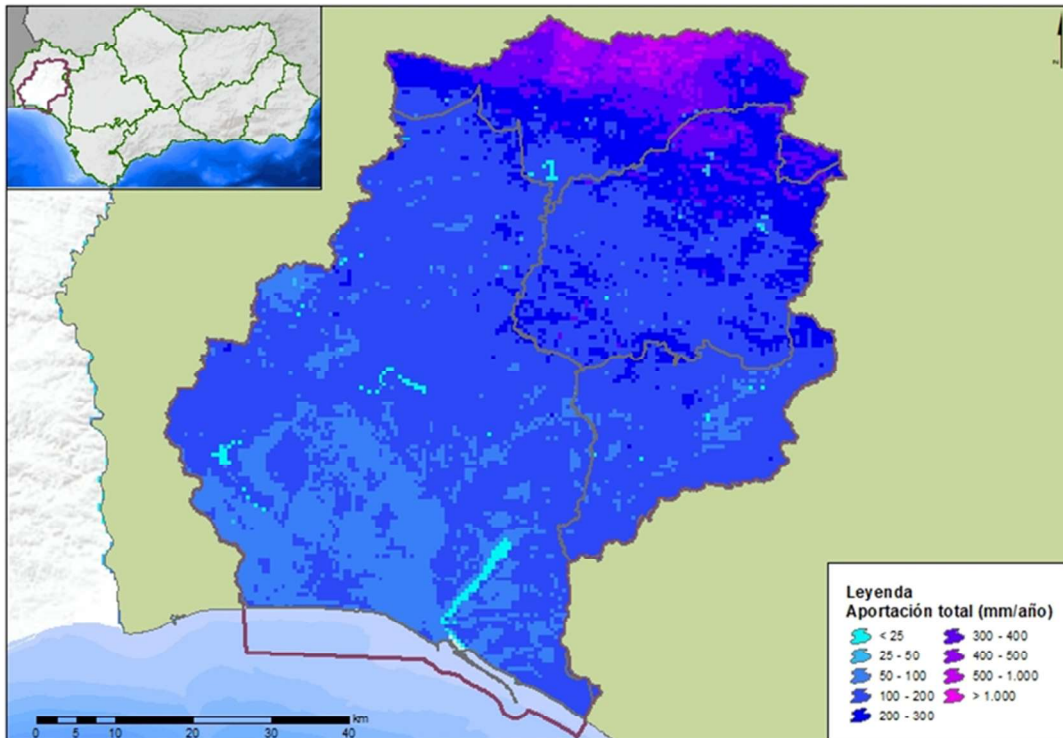 N
Leyenda
Aportación total (mm/año)
< 25
25 - 50
50 - 100
100 - 200
200 - 300
300 - 400
400 - 500
500 - 1.000
> 1.000
km
0 5 10 20 30 40